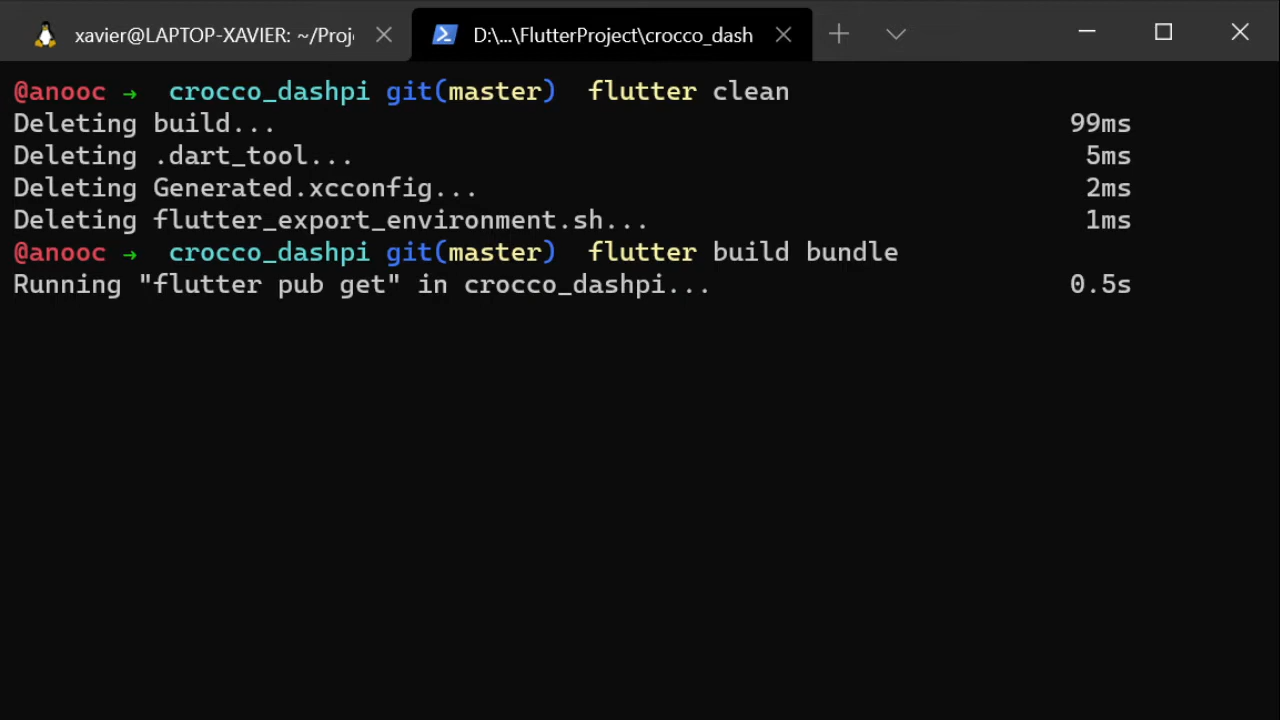 xavier@LAPTOP-XAVIER: ~/Proj
D:\...\FlutterProject\crocco_dash
@anooc → crocco_dashpi git(master) flutter clean
Deleting build... 99ms
Deleting .dart_tool... 5ms
Deleting Generated.xcconfig... 2ms
Deleting flutter_export_environment.sh... 1ms
@anooc → crocco_dashpi git(master) flutter build bundle
Running "flutter pub get" in crocco_dashpi... 0.5s